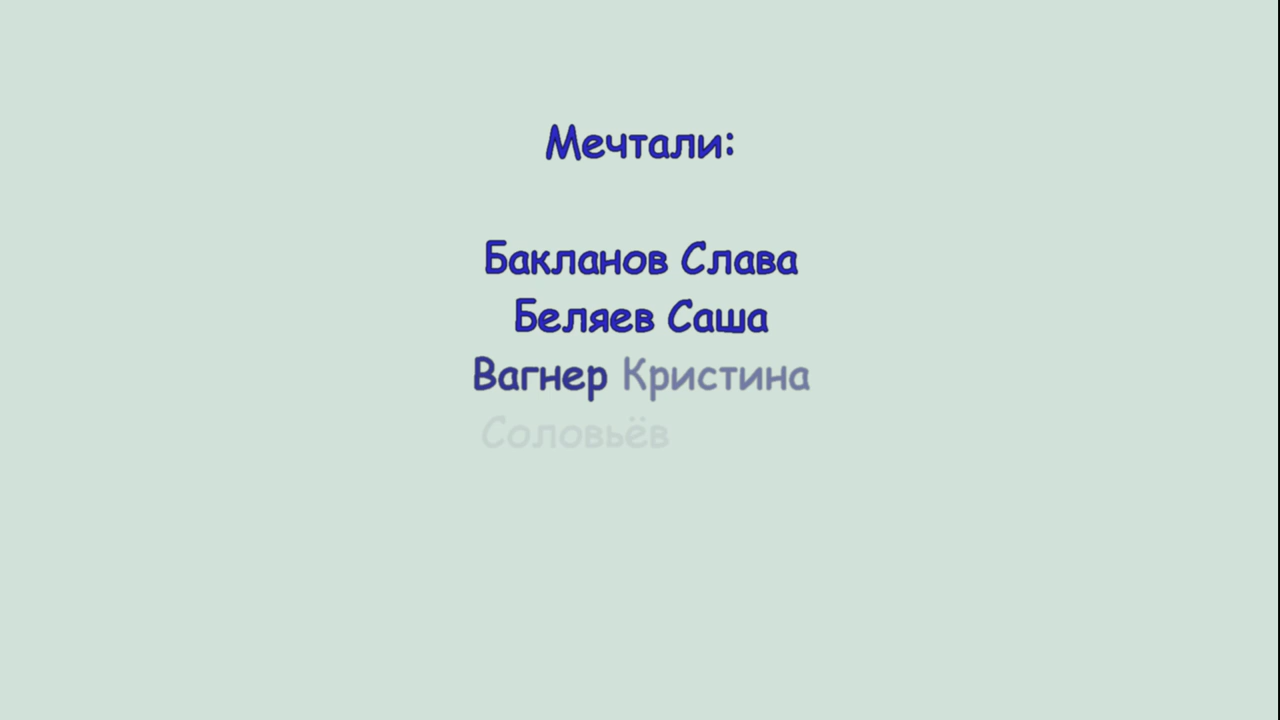 Мечтали:
Бакланов Слава
Беляев Саша
Вагнер Кристина
Соловьёв